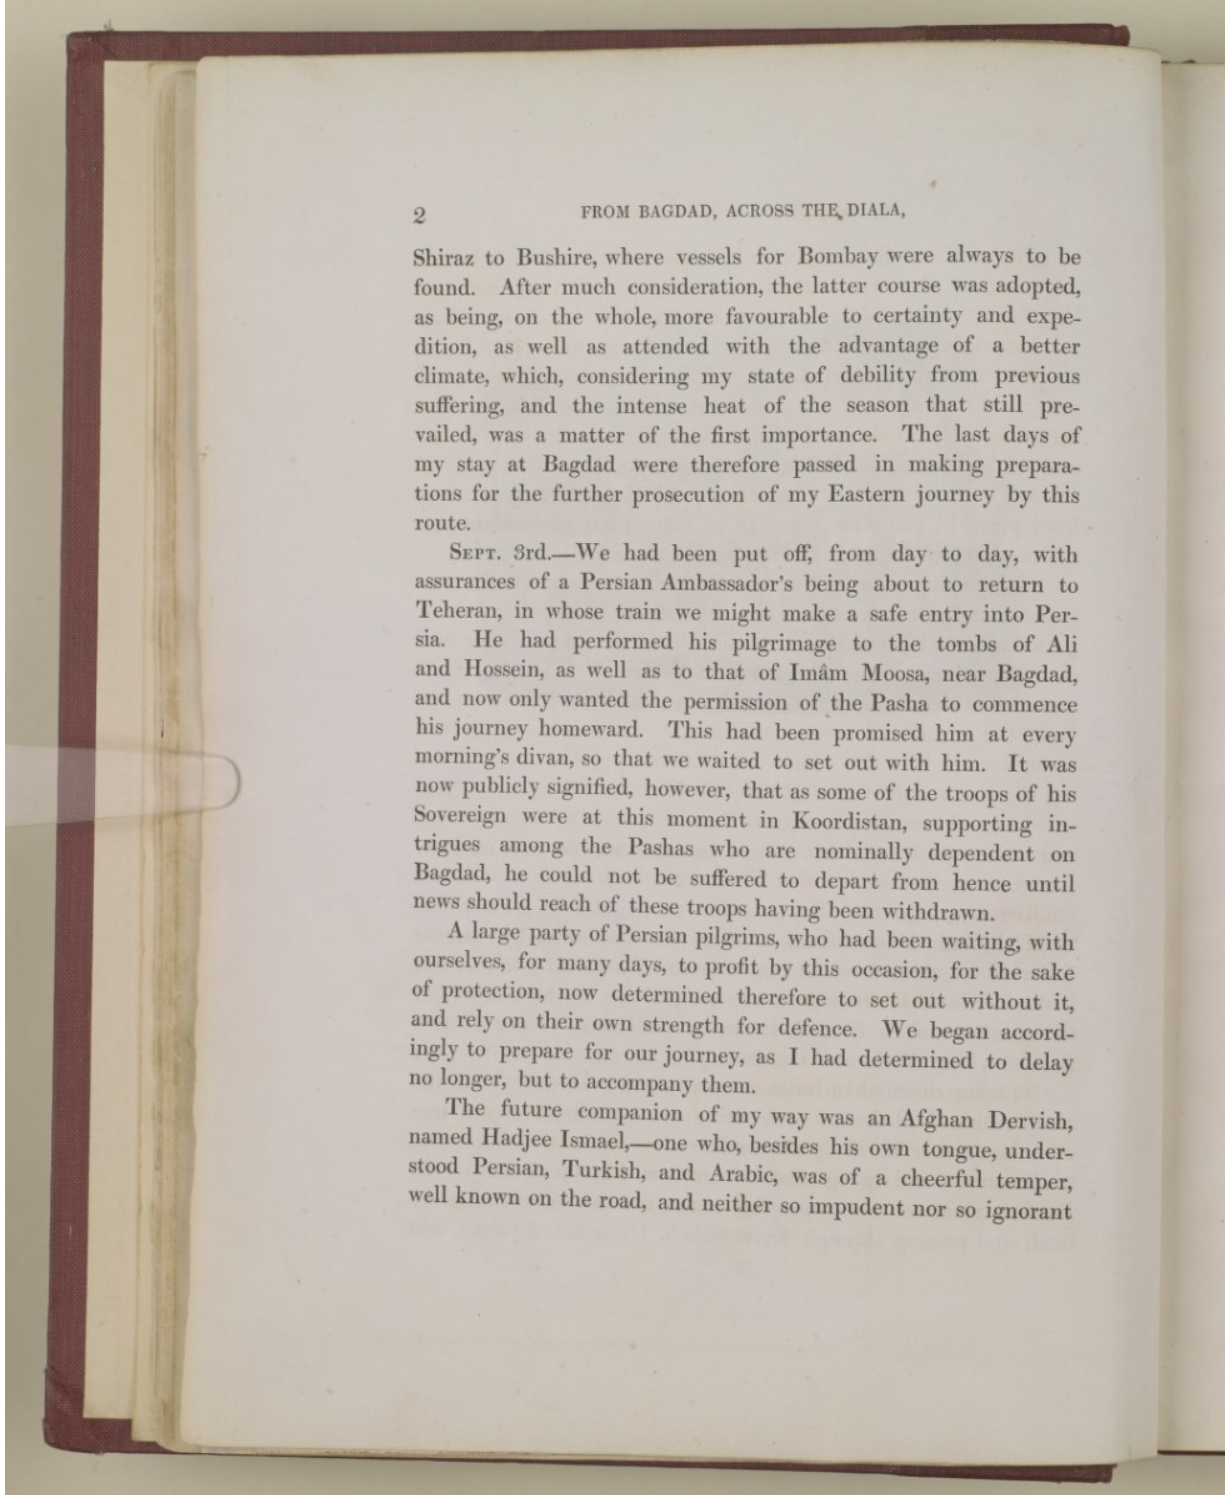 2 FROM BAGDAD, ACROSS THE DIALA,
Shiraz to Bushire, where vessels for Bombay were always to be
found. After much consideration, the latter course was adopted,
as being, on the whole, more favourable to certainty and expe-
dition, as well as attended with the advantage of a better
climate, which, considering my state of debility from previous
suffering, and the intense heat of the season that still pre-
vailed, was a matter of the first importance. The last days of
my stay at Bagdad were therefore passed in making prepara-
tions for the further prosecution of my Eastern journey by this
route.
SEPT. 3rd.—We had been put off, from day to day, with
assurances of a Persian Ambassador's being about to return to
Teheran, in whose train we might make a safe entry into Per-
sia. He had performed his pilgrimage to the tombs of Ali
and Hossein, as well as to that of Imâm Moosa, near Bagdad,
and now only wanted the permission of the Pasha to commence
his journey homeward. This had been promised him at every
morning's divan, so that we waited to set out with him. It was
now publicly signified, however, that as some of the troops of his
Sovereign were at this moment in Koordistan, supporting in-
trigues among the Pashas who are nominally dependent on
Bagdad, he could not be suffered to depart from hence until
news should reach of these troops having been withdrawn.
A large party of Persian pilgrims, who had been waiting, with
ourselves, for many days, to profit by this occasion, for the sake
of protection, now determined therefore to set out without it,
and rely on their own strength for defence. We began accord-
ingly to prepare for our journey, as I had determined to delay
no longer, but to accompany them.
The future companion of my way was an Afghan Dervish,
named Hadjee Ismael,—one who, besides his own tongue, under-
stood Persian, Turkish, and Arabic, was of a cheerful temper,
well known on the road, and neither so impudent nor so ignorant